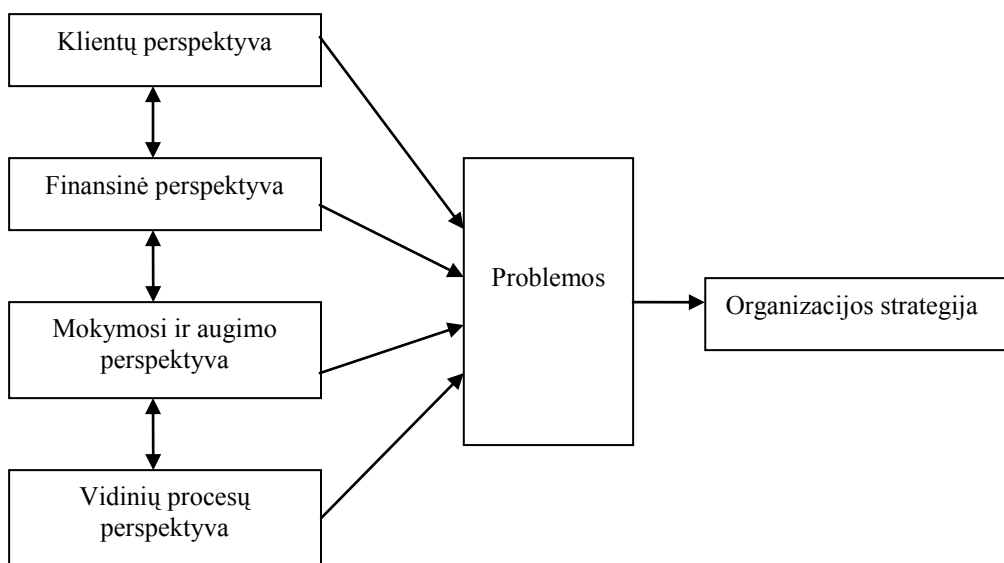 Klientų perspektyva
Finansinė perspektyva
Mokymosi ir augimo
perspektyva
Vidinių procesų
perspektyva
Problemos
Organizacijos strategija